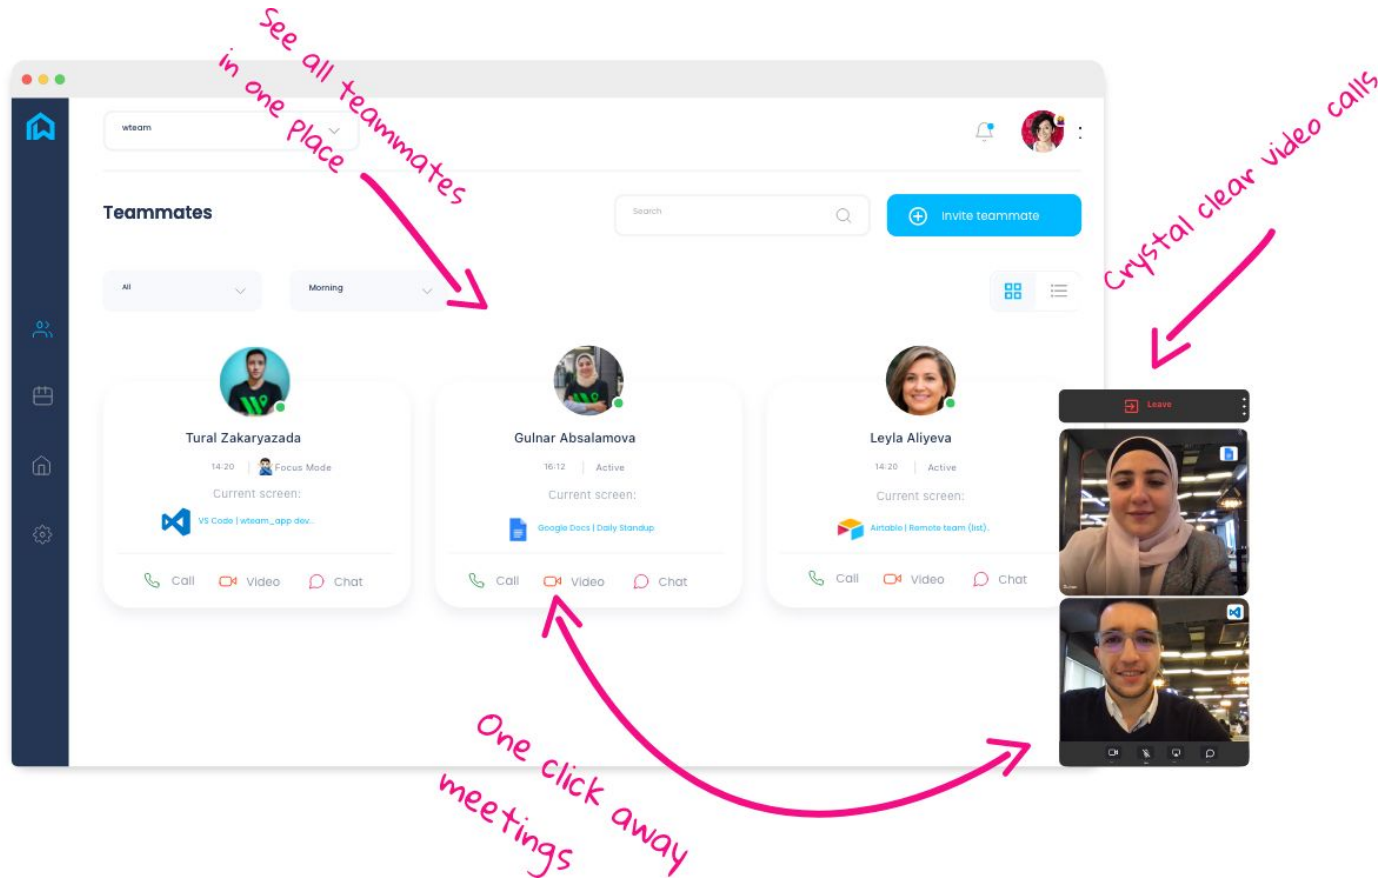 See all teammates
in one place
Crystal clear video calls
wteam
Teammates
Search
Invite teammate
All
Morning
Tural Zakaryazada
14:20 | Focus Mode
Current screen:
VS Code | wteam_app dev..
Call
Video
Chat
Gulnar Absalamova
16:12 | Active
Current screen:
Google Docs | Daily Standup
Call
Video
Chat
Leyla Aliyeva
14:20 | Active
Current screen:
Airtable | Remote team (list).
Call
Video
Chat
Leave
One click away
meetings